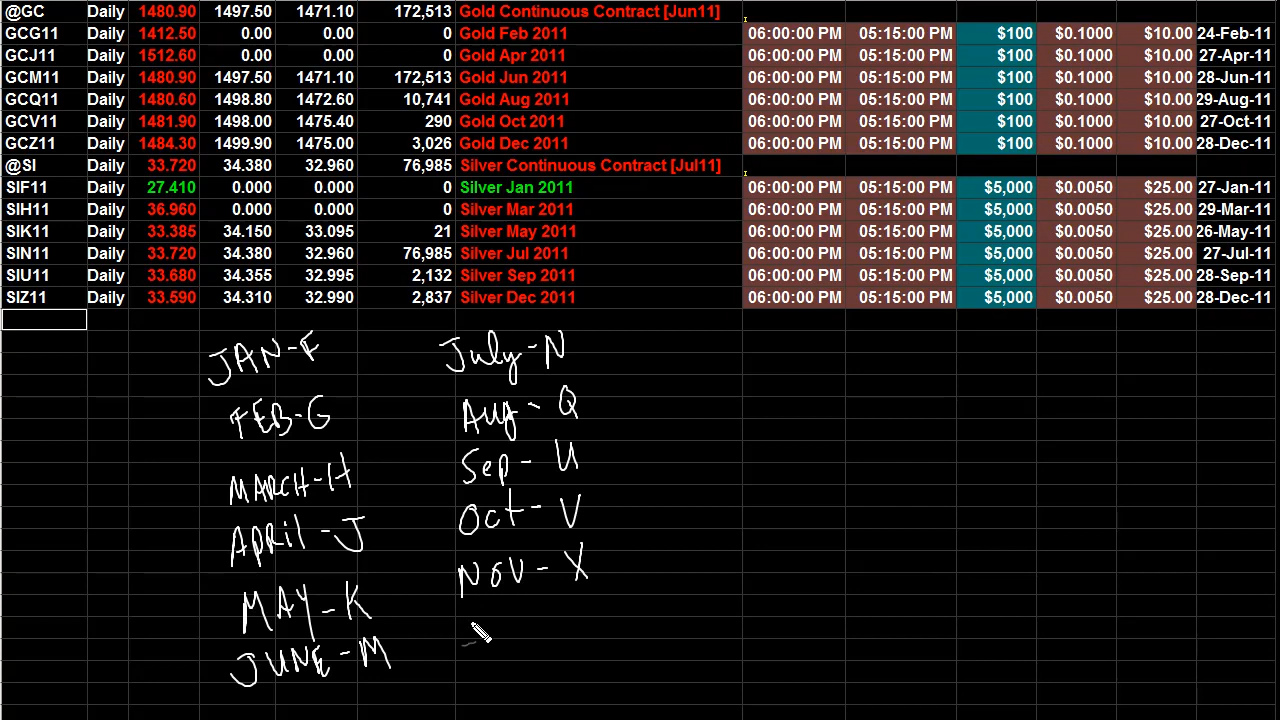 @GC Daily 1480.90 1497.50 1471.10 172,513 Gold Continuous Contract [Jun11]
GCG11 Daily 1412.50 0.00 0.00 0 Gold Feb 2011 06:00:00 PM 05:15:00 PM $100 $0.1000 $10.00 24-Feb-11
GCJ11 Daily 1512.60 0.00 0.00 0 Gold Apr 2011 06:00:00 PM 05:15:00 PM $100 $0.1000 $10.00 27-Apr-11
GCM11 Daily 1480.90 1497.50 1471.10 172,513 Gold Jun 2011 06:00:00 PM 05:15:00 PM $100 $0.1000 $10.00 28-Jun-11
GCQ11 Daily 1480.60 1498.80 1472.60 10,741 Gold Aug 2011 06:00:00 PM 05:15:00 PM $100 $0.1000 $10.00 29-Aug-11
GCV11 Daily 1481.90 1498.00 1475.40 290 Gold Oct 2011 06:00:00 PM 05:15:00 PM $100 $0.1000 $10.00 27-Oct-11
GCZ11 Daily 1484.30 1499.90 1475.00 3,026 Gold Dec 2011 06:00:00 PM 05:15:00 PM $100 $0.1000 $10.00 28-Dec-11
@SI Daily 33.720 34.380 32.960 76,985 Silver Continuous Contract [Jul11]
SIF11 Daily 27.410 0.000 0.000 0 Silver Jan 2011 06:00:00 PM 05:15:00 PM $5,000 $0.0050 $25.00 27-Jan-11
SIH11 Daily 36.960 0.000 0.000 0 Silver Mar 2011 06:00:00 PM 05:15:00 PM $5,000 $0.0050 $25.00 29-Mar-11
SIK11 Daily 33.385 34.150 33.095 21 Silver May 2011 06:00:00 PM 05:15:00 PM $5,000 $0.0050 $25.00 26-May-11
SIN11 Daily 33.720 34.380 32.960 76,985 Silver Jul 2011 06:00:00 PM 05:15:00 PM $5,000 $0.0050 $25.00 27-Jul-11
SIU11 Daily 33.680 34.355 32.995 2,132 Silver Sep 2011 06:00:00 PM 05:15:00 PM $5,000 $0.0050 $25.00 28-Sep-11
SIZ11 Daily 33.590 34.310 32.990 2,837 Silver Dec 2011 06:00:00 PM 05:15:00 PM $5,000 $0.0050 $25.00 28-Dec-11
JAN-F
FEB-G
MARCH-H
APRIL-J
MAY-K
JUNE-M
July-N
Aug-Q
Sep-U
Oct-V
Nov-X